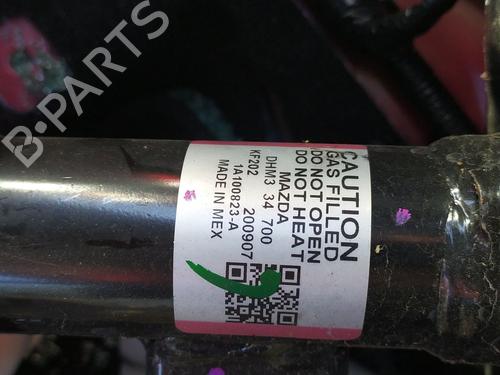 CAUTION
GAS FILLED
DO NOT OPEN
DO NOT HEAT
MAZDA
DHM3 34 700
KF202 200907
1A100823-A
MADE IN MEX
B-PARTS